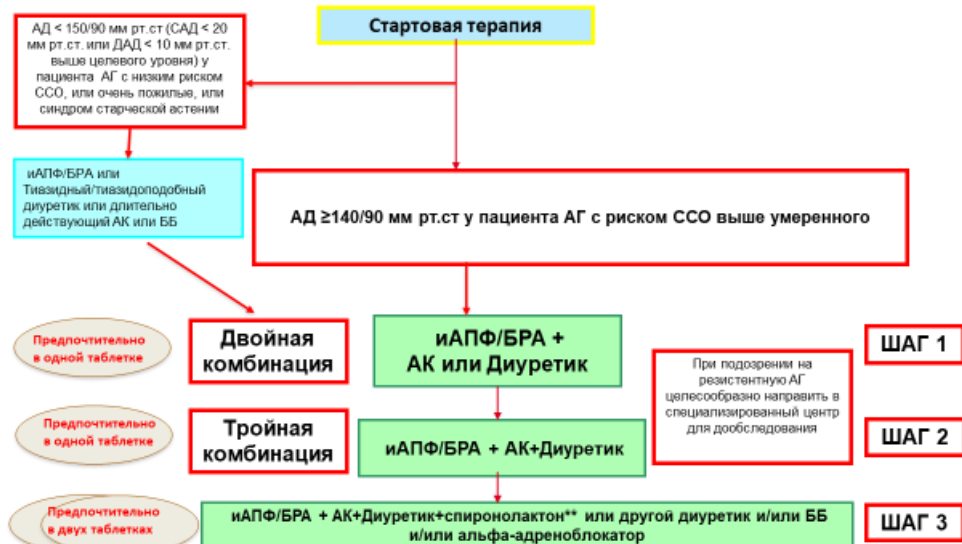 Стартовая терапия
АД < 150/90 мм рт.ст (САД < 20
мм рт.ст. или ДАД < 10 мм рт.ст.
выше целевого уровня) у
пациента АГ с низким риском
ССО, или очень пожилые, или
синдром старческой астении
иАПФ/БРА или
Тиазидный/тиазидоподобный
диуретик или длительно
действующий АК или ББ
АД ≥140/90 мм рт.ст у пациента АГ с риском ССО выше умеренного
Предпочтительно
в одной таблетке
Двойная
комбинация
иАПФ/БРА +
АК или Диуретик
ШАГ 1
При подозрении на
резистентную АГ
целесообразно направить в
специализированный центр
для дообследования
Предпочтительно
в одной таблетке
Тройная
комбинация
иАПФ/БРА + АК+Диуретик
ШАГ 2
Предпочтительно
в двух таблетках
иАПФ/БРА + АК+Диуретик+спиронолактон** или другой диуретик и/или ББ
и/или альфа-адреноблокатор
ШАГ 3